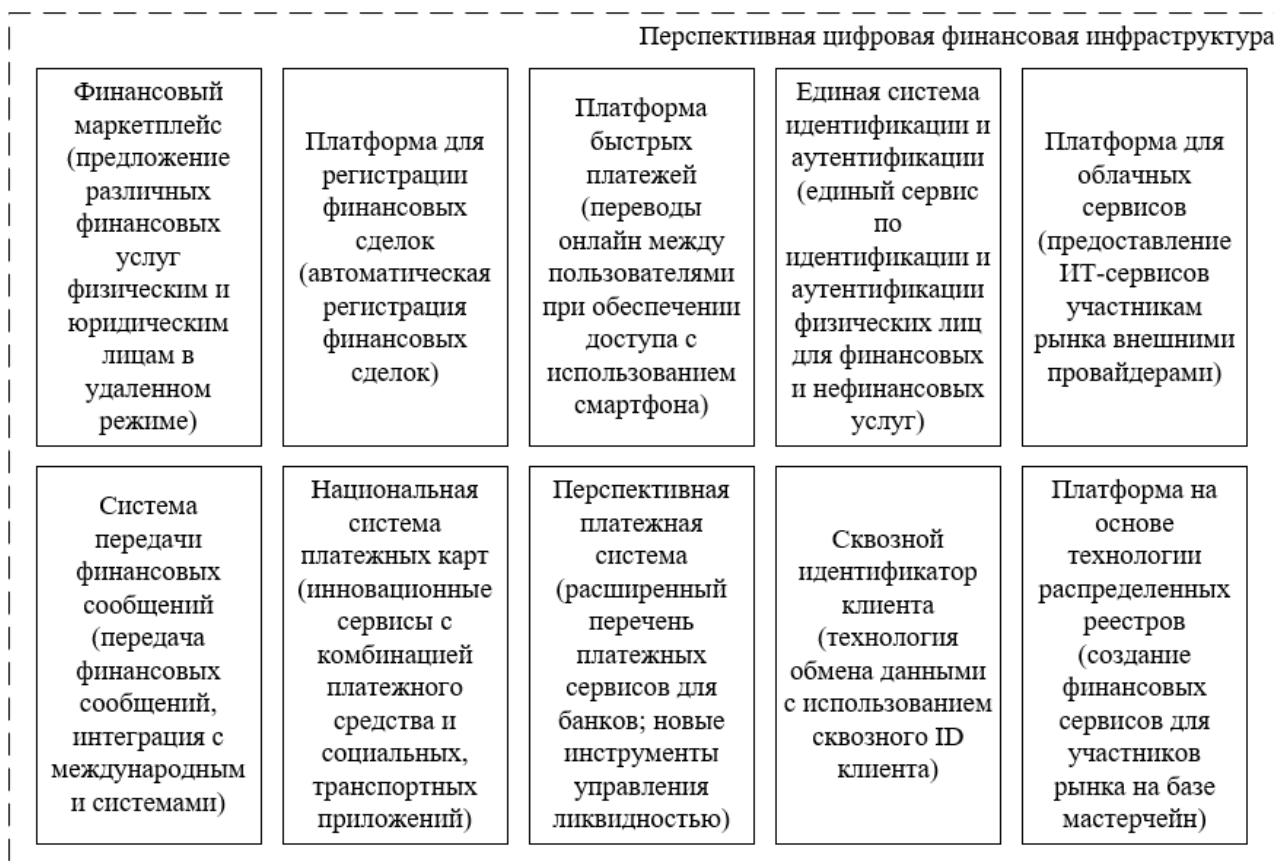 Перспективная цифровая финансовая инфраструктура
Финансовый
маркетплейс
(предложение
различных
финансовых
услуг
физическим и
юридическим
лицам в
удаленном
режиме)
Платформа для
регистрации
финансовых
сделок
(автоматическая
регистрация
финансовых
сделок)
Платформа
быстрых
платежей
(переводы
онлайн между
пользователями
при обеспечении
доступа с
использованием
смартфона)
Единая система
идентификации и
аутентификации
(единый сервис
по
идентификации и
аутентификации
физических лиц
для финансовых
и нефинансовых
услуг)
Платформа для
облачных
сервисов
(предоставление
ИТ-сервисов
участникам
рынка внешними
провайдерами)
Система
передачи
финансовых
сообщений
(передача
финансовых
сообщений,
интеграция с
международным
и системами)
Национальная
система
платежных карт
(инновационные
сервисы с
комбинацией
платежного
средства и
социальных,
транспортных
приложений)
Перспективная
платежная
система
(расширенный
перечень
платежных
сервисов для
банков; новые
инструменты
управления
ликвидностью)
Сквозной
идентификатор
клиента
(технология
обмена данными
с использованием
сквозного ID
клиента)
Платформа на
основе
технологии
распределенных
реестров
(создание
финансовых
сервисов для
участников
рынка на базе
мастерчейн)